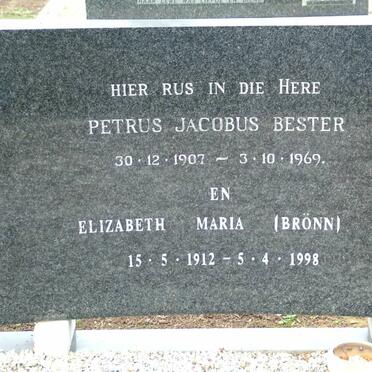 HIER RUS IN DIE HERE
PETRUS JACOBUS BESTER
30·12·1907 – 3·10·1969.
EN
ELIZABETH MARIA (BRÖNN)
15·5·1912 – 5·4·1998